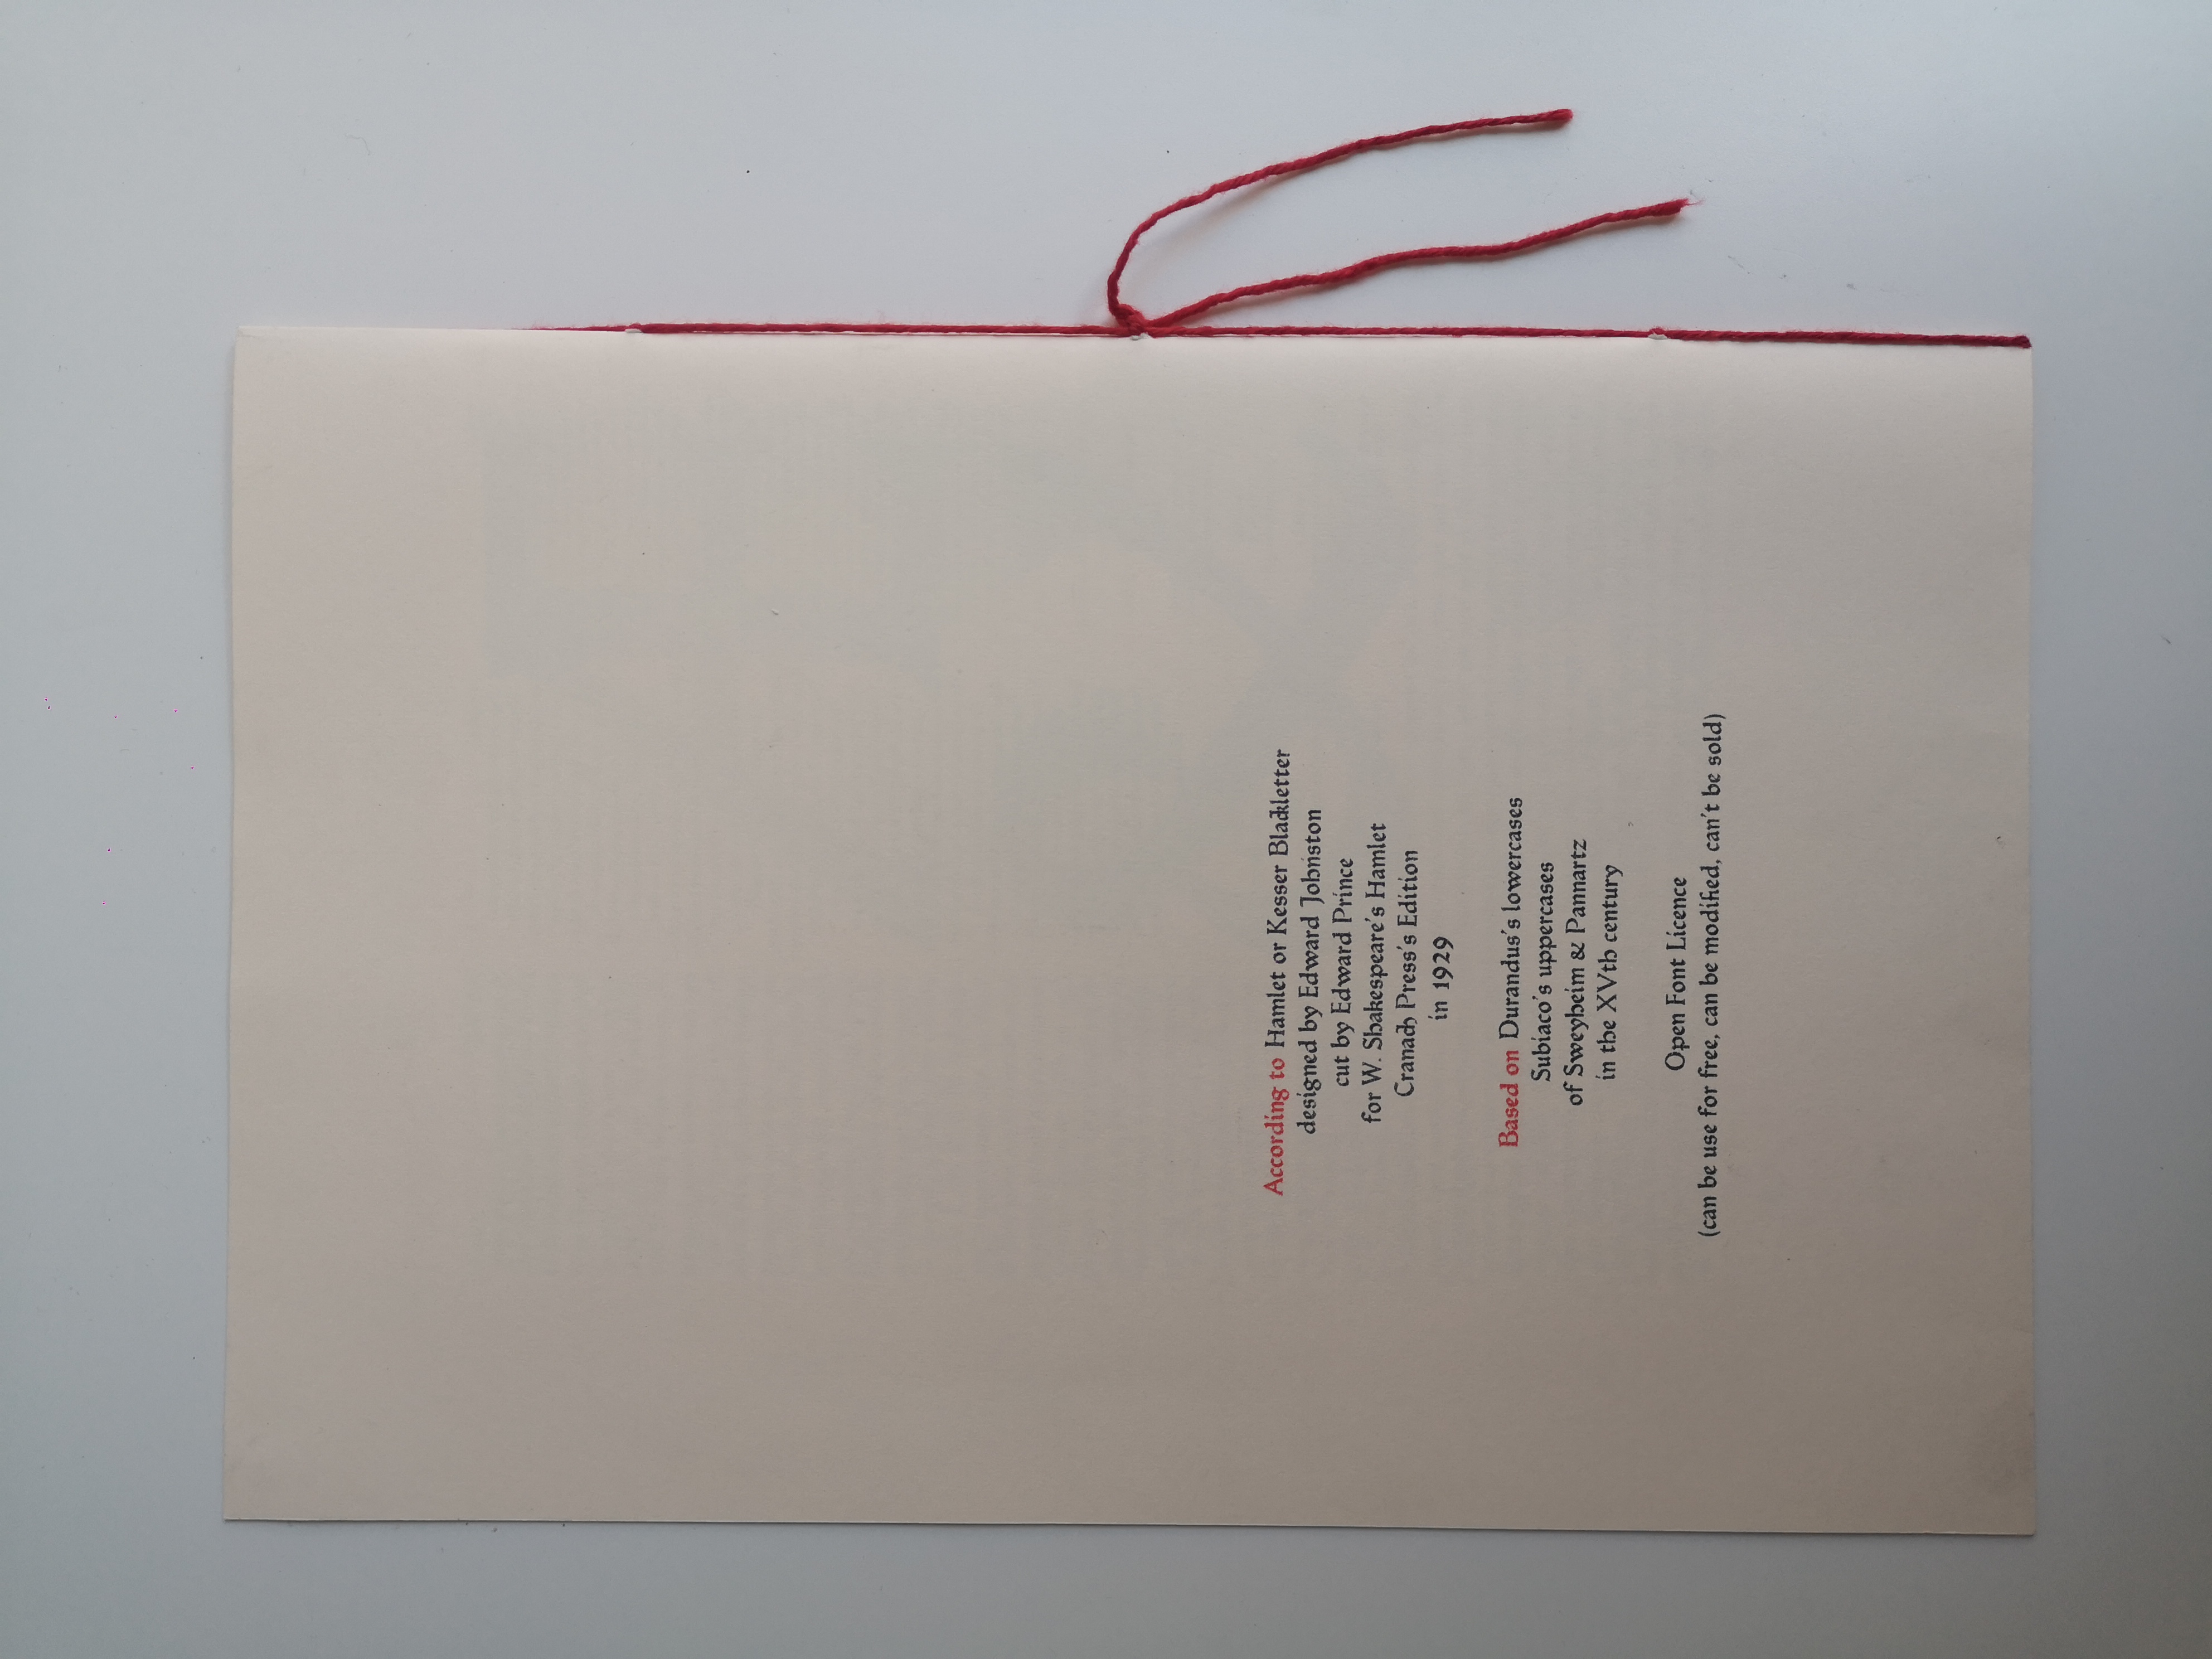 According to Hamlet or Kesser Blackletter
designed by Edward Johnston
cut by Edward Prince
for W. Shakespeare's Hamlet
Cranach Press's Edition
in 1929
Based on Durandus's lowercases
Subiaco's uppercases
of Sweyheim & Pannartz
in the XVth century
Open Font Licence
(can be use for free, can be modified, can't be sold)